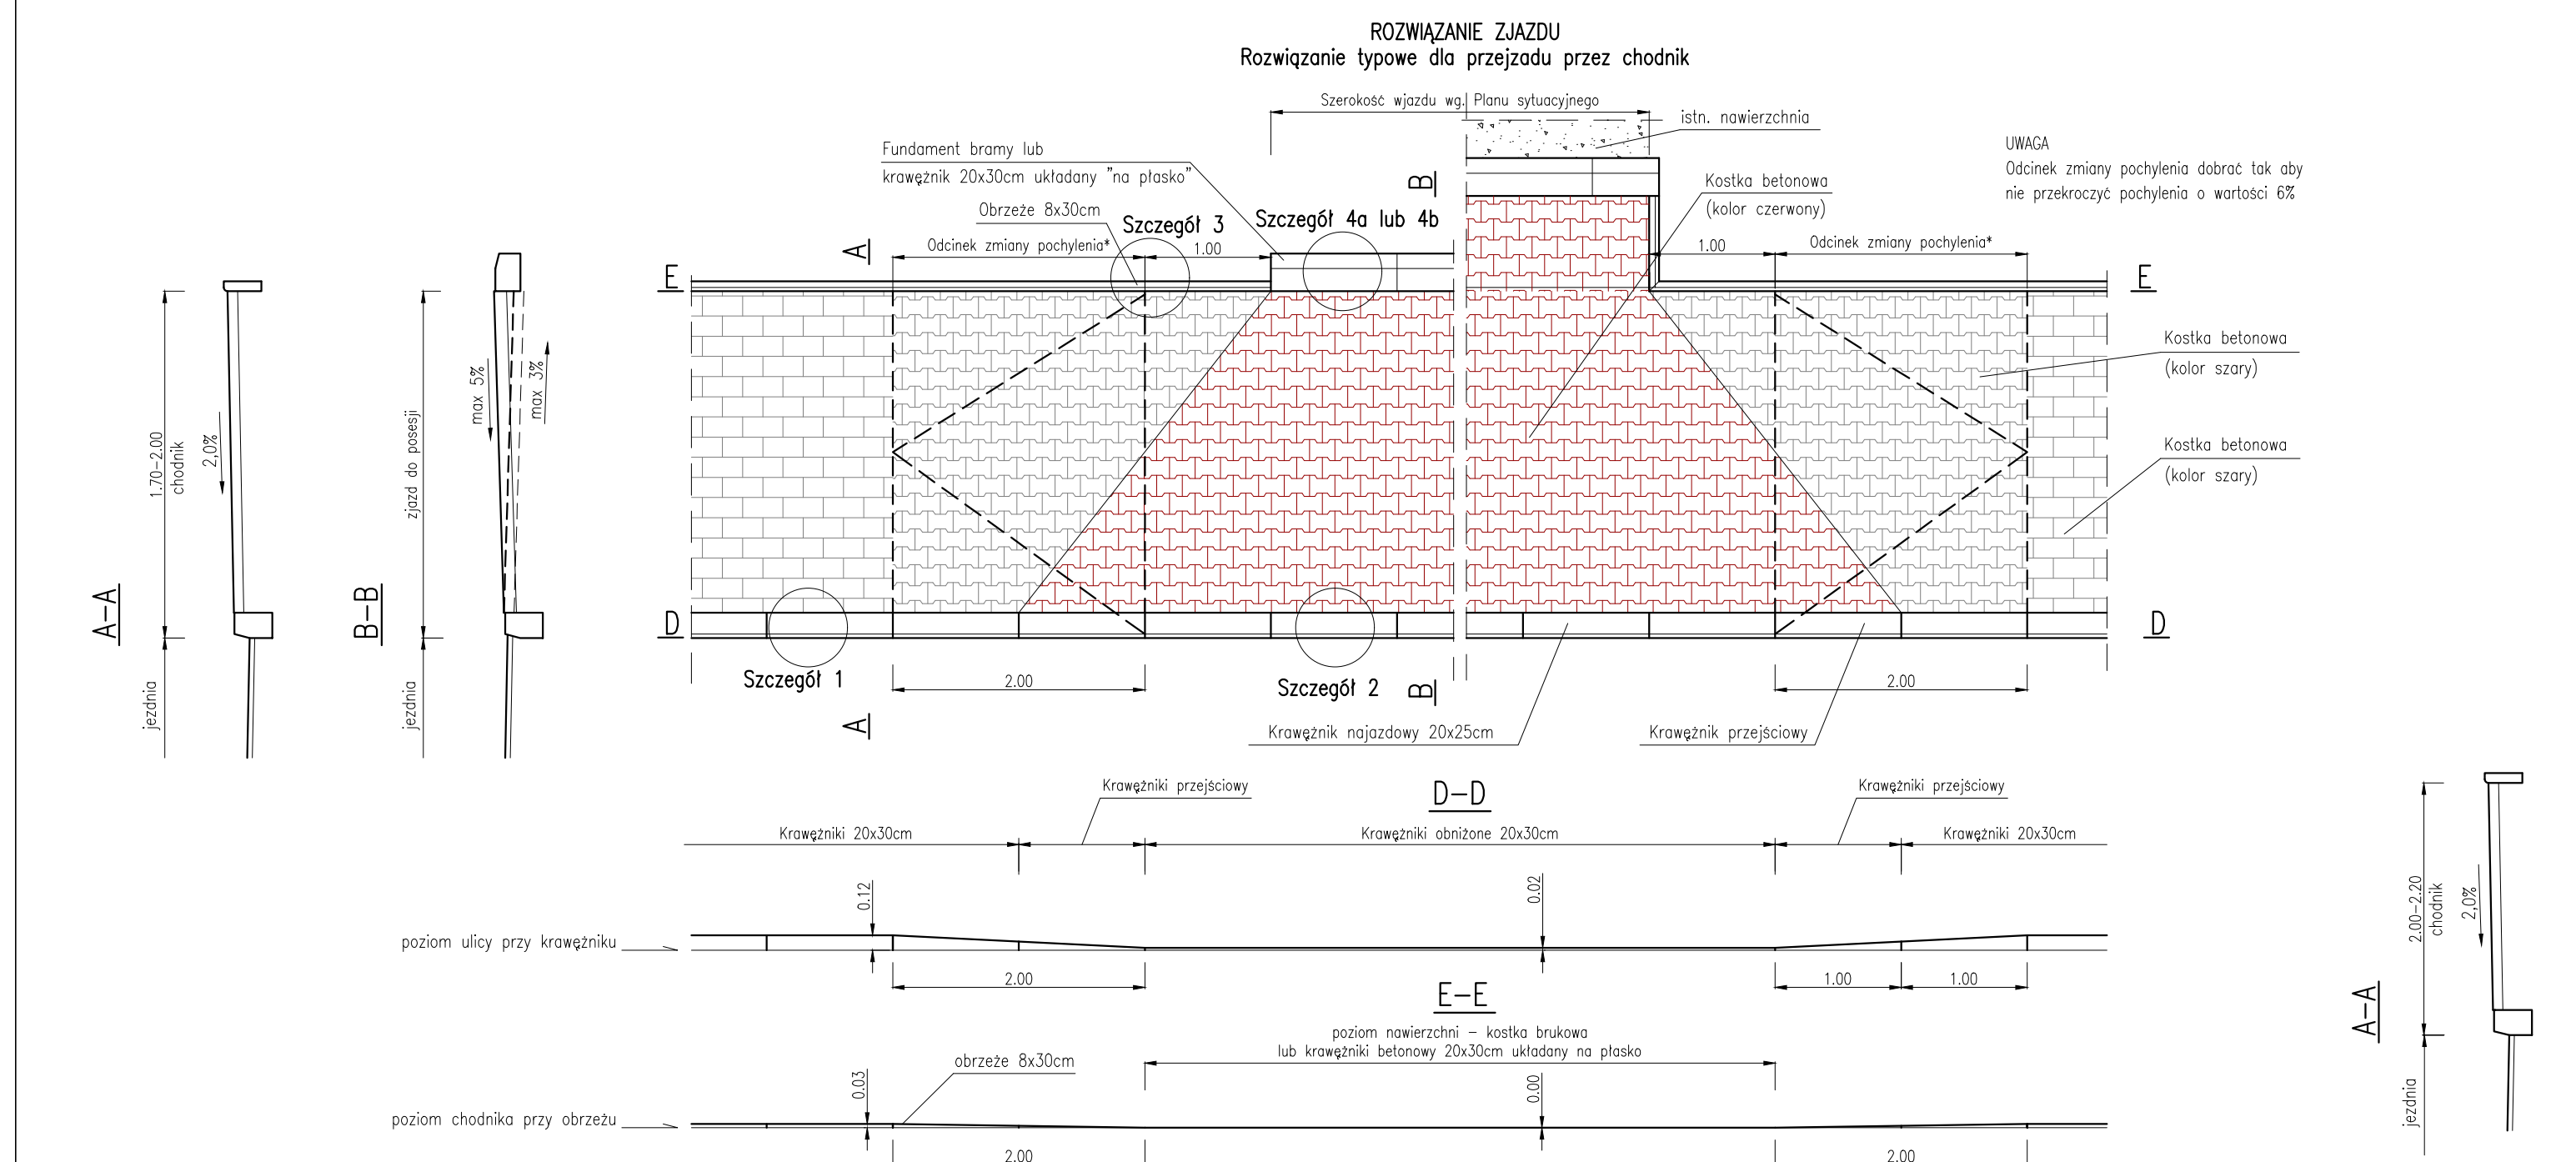 ROZWIĄZANIE ZJAZDU
Rozwiązanie typowe dla przejzadu przez chodnik
Szerokość wjazdu wg. Planu sytuacyjnego
istn. nawierzchnia
Fundament bramy lub
krawężnik 20x30cm układany "na płasko"
UWAGA
Odcinek zmiany pochylenia dobrać tak aby
nie przekroczyć pochylenia o wartości 6%
Kostka betonowa
(kolor czerwony)
B
Obrzeże 8x30cm
Szczegół 3
Szczegół 4a lub 4b
A
Odcinek zmiany pochylenia*
1.00
1.00
Odcinek zmiany pochylenia*
E
E
Kostka betonowa
(kolor szary)
Kostka betonowa
(kolor szary)
1.70-2.00
chodnik
2,0%
zjazd do posesji
max 5%
max 3%
A-A
B-B
jezdnia
jezdnia
D
D
Szczegół 1
2.00
Szczegół 2
B
2.00
A
Krawężnik najazdowy 20x25cm
Krawężnik przejściowy
D-D
Krawężniki przejściowy
Krawężniki przejściowy
Krawężniki 20x30cm
Krawężniki obniżone 20x30cm
Krawężniki 20x30cm
0.12
0.02
poziom ulicy przy krawężniku
2.00
1.00
1.00
E-E
poziom nawierzchni - kostka brukowa
lub krawężniki betonowy 20x30cm układany na płasko
obrzeże 8x30cm
0.03
0.00
poziom chodnika przy obrzeżu
2.00
2.00
A-A
2.00-2.20
chodnik
2,0%
jezdnia